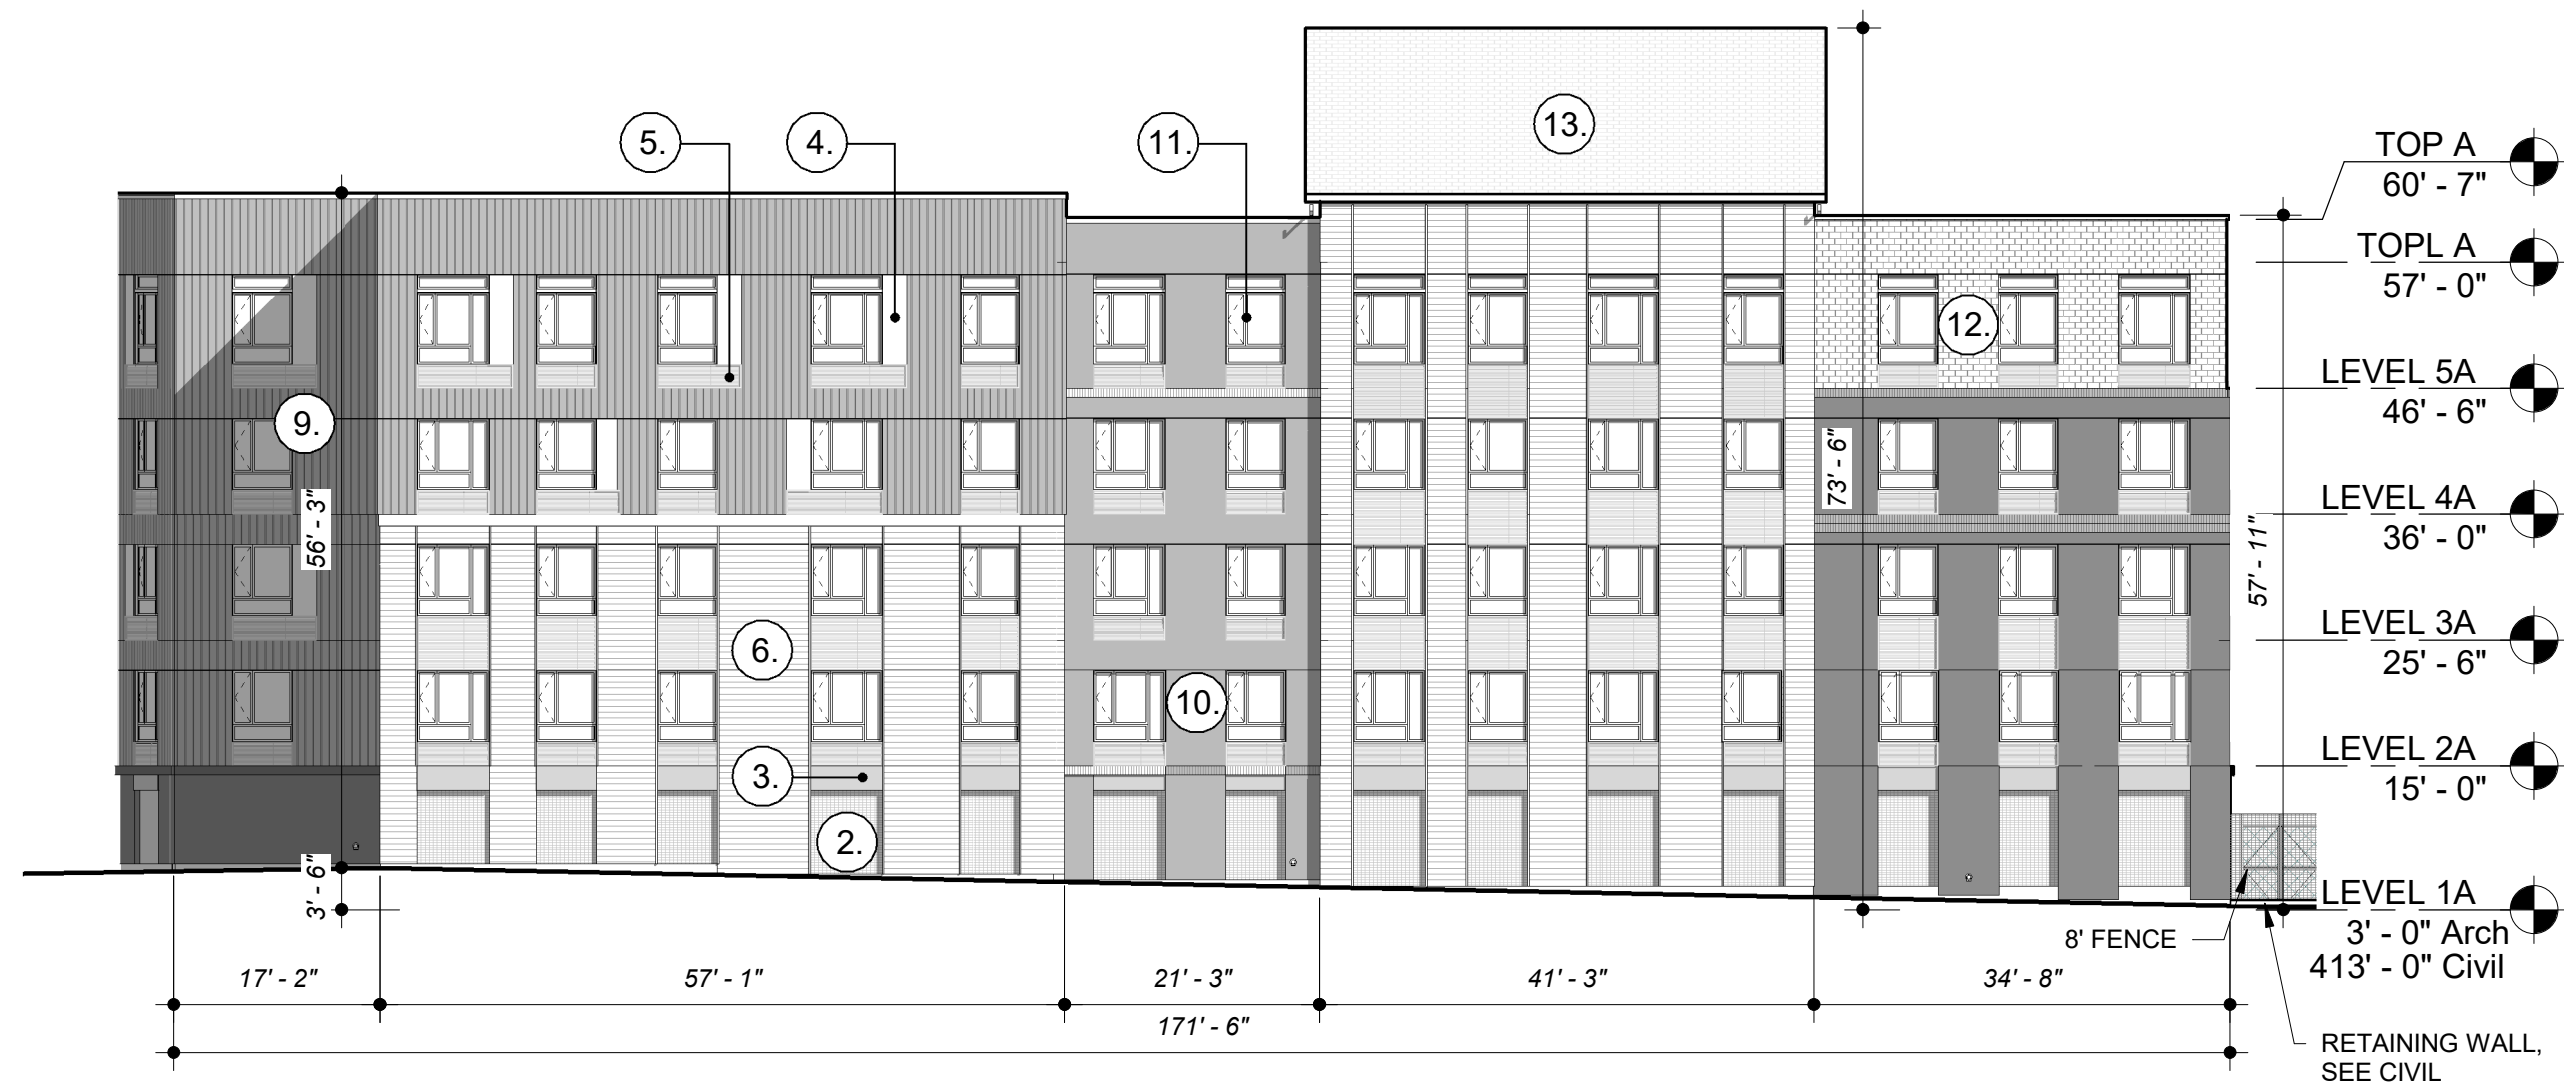 13.
5.
4.
11.
TOP A
60' - 7"
TOPL A
57' - 0"
12.
LEVEL 5A
46' - 6"
9.
73' - 6"
LEVEL 4A
36' - 0"
56' - 3"
57' - 11"
LEVEL 3A
25' - 6"
6.
10.
LEVEL 2A
15' - 0"
3.
2.
3' - 6"
LEVEL 1A
3' - 0" Arch
413' - 0" Civil
8' FENCE
17' - 2"
57' - 1"
21' - 3"
41' - 3"
34' - 8"
171' - 6"
RETAINING WALL,
SEE CIVIL